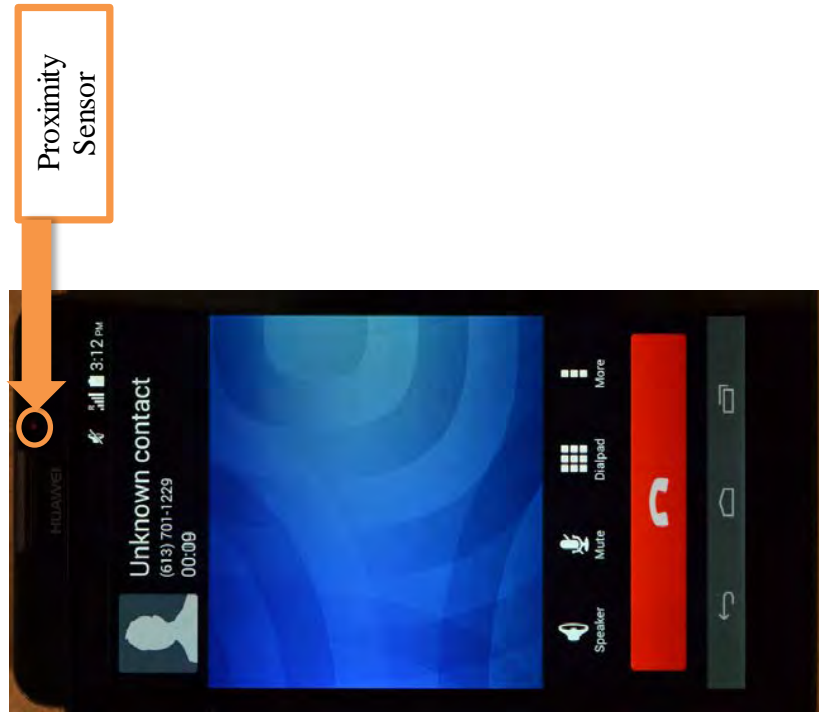 Proximity
Sensor
HUAWEI
3:12 PM
Unknown contact
(613) 701-1229
00:09
Speaker
Mute
Dialpad
More